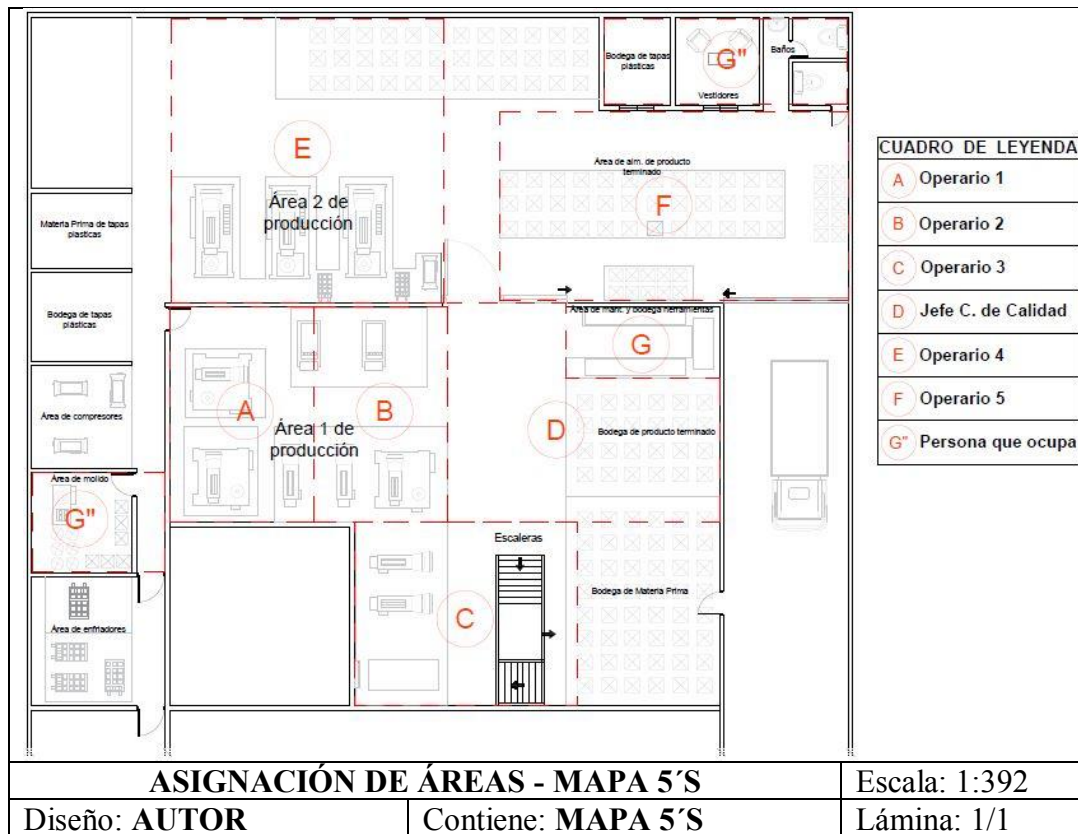 Bodega de tapas
plásticas
G"
Vestidores
Baños
E
Área 2 de
producción
Área de alm. de producto
terminado
F
Materia Prima de tapas
plasticas
Bodega de tapas
plásticas
Área de mant. y bodega herramientas
G
A
B
Área 1 de
producción
D
Bodega de producto terminado
Área de compresores
Área de molido
G"
Escaleras
Bodega de Materia Prima
C
Área de enfriadores
CUADRO DE LEYENDA
A Operario 1
B Operario 2
C Operario 3
D Jefe C. de Calidad
E Operario 4
F Operario 5
G" Persona que ocupa
ASIGNACIÓN DE ÁREAS - MAPA 5´S
Escala: 1:392
Diseño: AUTOR
Contiene: MAPA 5´S
Lámina: 1/1